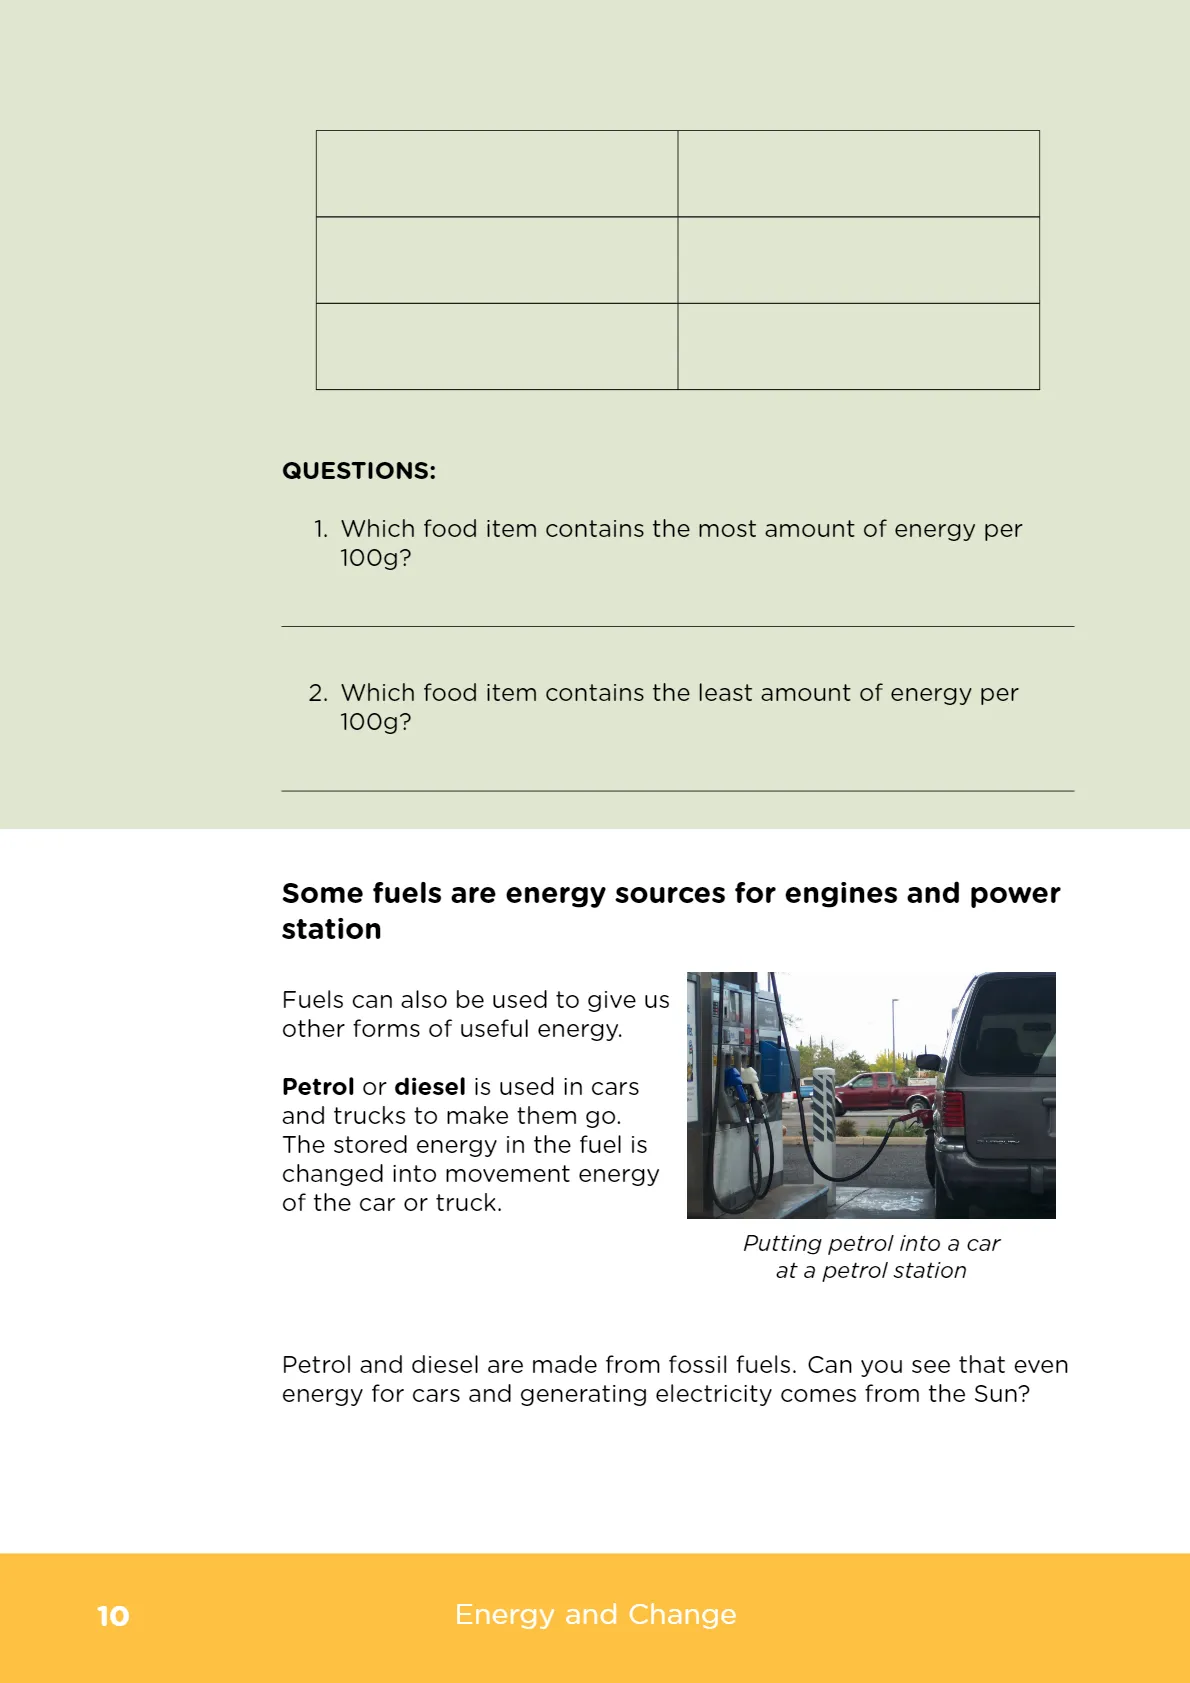 QUESTIONS:
1. Which food item contains the most amount of energy per
100g?
2. Which food item contains the least amount of energy per
100g?
Some fuels are energy sources for engines and power
station
Fuels can also be used to give us
other forms of useful energy.
Petrol or diesel is used in cars
and trucks to make them go.
The stored energy in the fuel is
changed into movement energy
of the car or truck.
Putting petrol into a car
at a petrol station
Petrol and diesel are made from fossil fuels. Can you see that even
energy for cars and generating electricity comes from the Sun?
10
Energy and Change